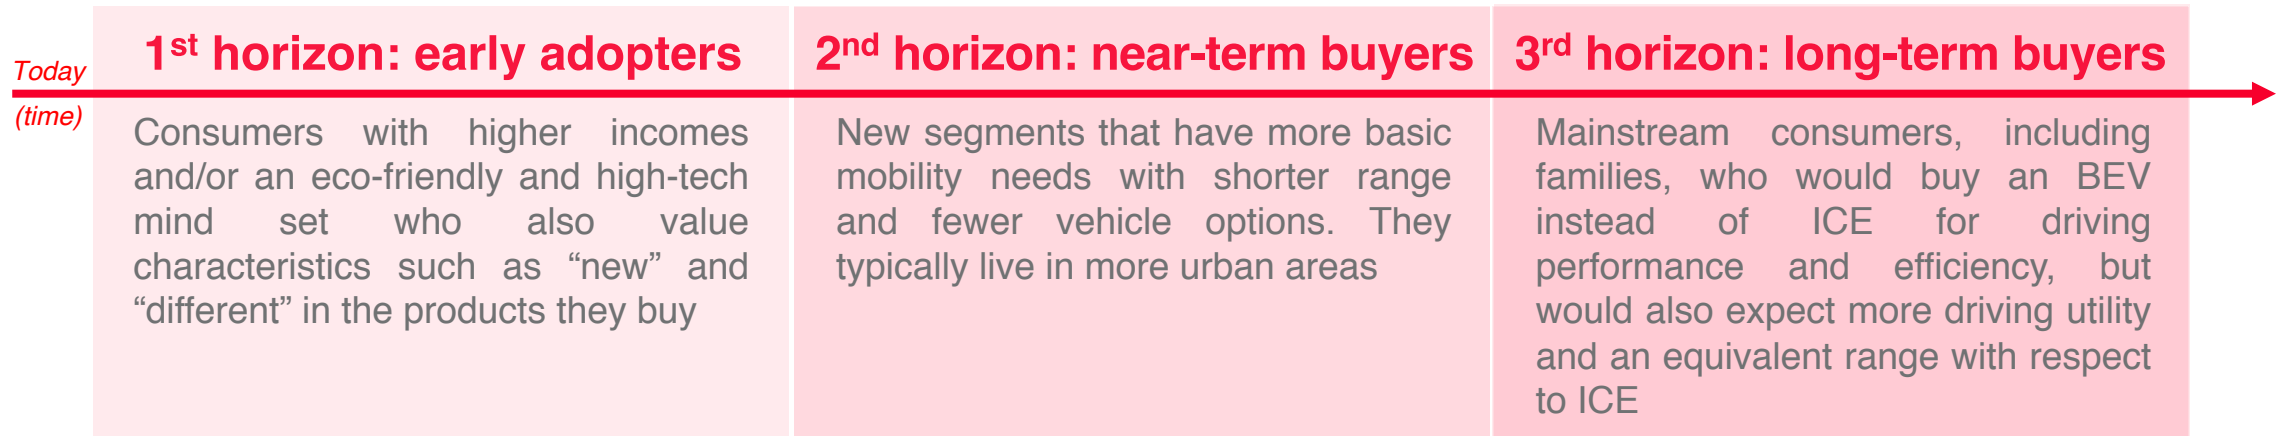 Today
(time)
1st horizon: early adopters
Consumers with higher incomes
and/or an eco-friendly and high-tech
mind set who also value
characteristics such as “new” and
“different” in the products they buy
2nd horizon: near-term buyers
New segments that have more basic
mobility needs with shorter range
and fewer vehicle options. They
typically live in more urban areas
3rd horizon: long-term buyers
Mainstream consumers, including
families, who would buy an BEV
instead of ICE for driving
performance and efficiency, but
would also expect more driving utility
and an equivalent range with respect
to ICE